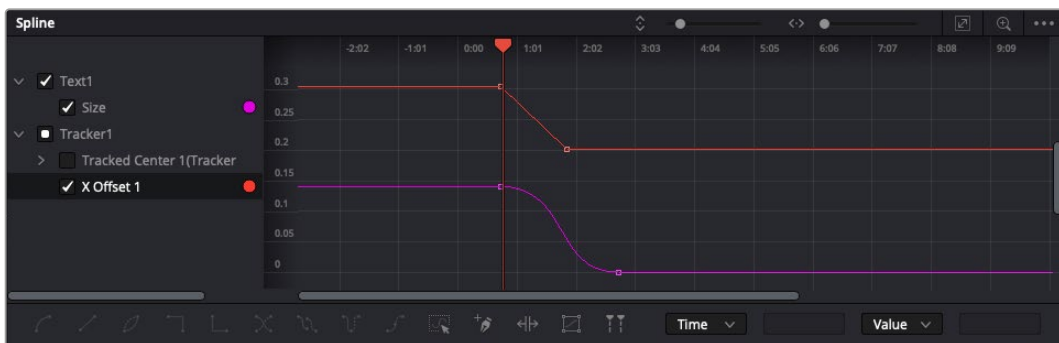 Spline
-2:02 -1:01 0:00 1:01 2:02 3:03 4:04 5:05 6:06 7:07 8:08 9:09
Text1
Size
Tracker1
Tracked Center 1(Tracker
X Offset 1
0.3
0.25
0.2
0.15
0.1
0.05
0
Time
Value